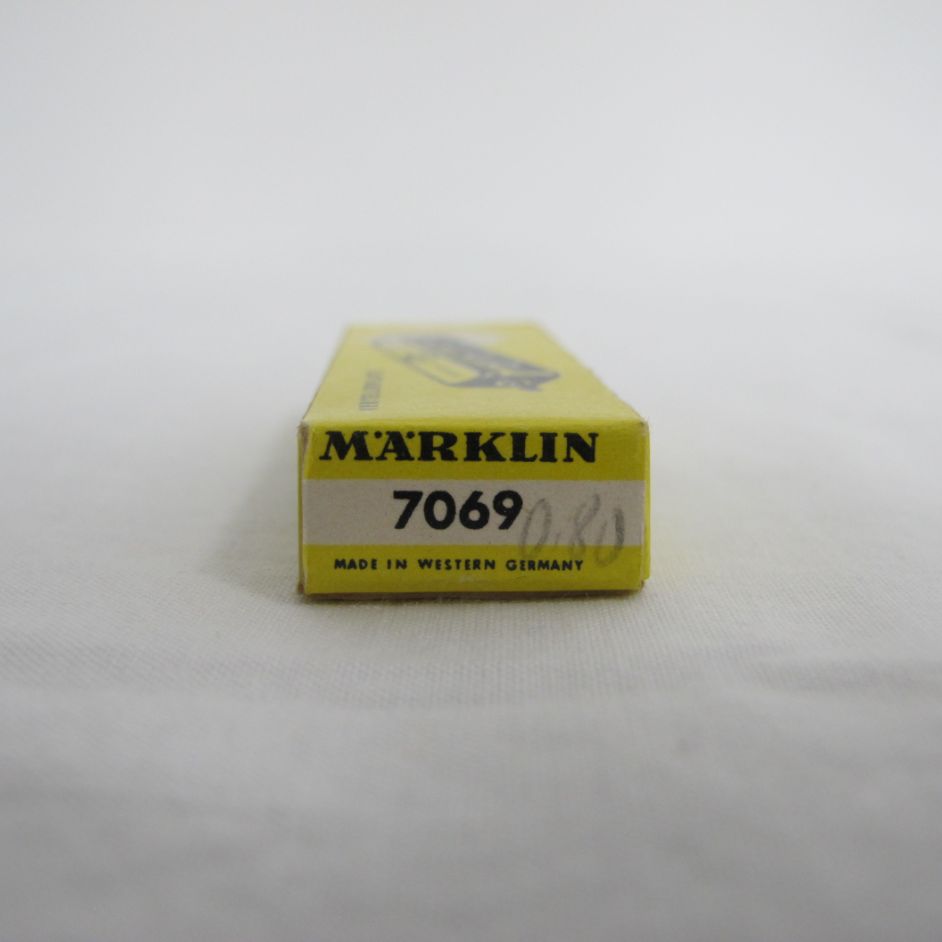 MÄRKLIN
7069 0.80
MADE IN WESTERN GERMANY